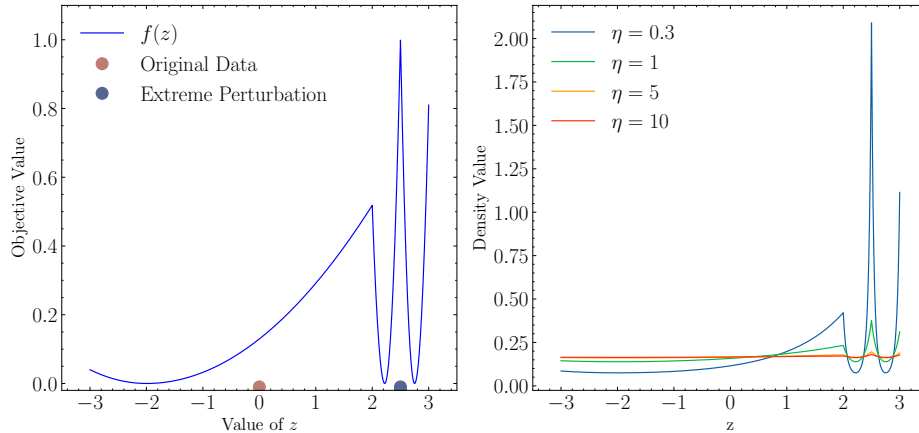 f(z)
Original Data
Extreme Perturbation
Objective Value
1.0
0.8
0.6
0.4
0.2
0.0
−3 −2 −1 0 1 2 3
Value of z
η = 0.3
η = 1
η = 5
η = 10
Density Value
2.00
1.75
1.50
1.25
1.00
0.75
0.50
0.25
0.00
−3 −2 −1 0 1 2 3
z